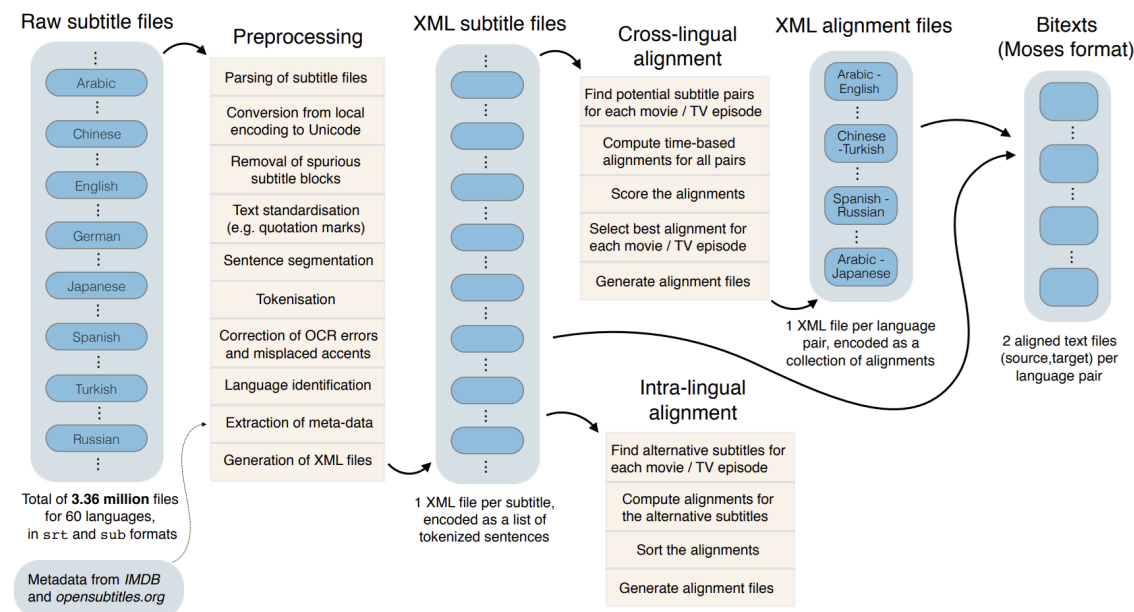 Raw subtitle files
Arabic
Chinese
English
German
Japanese
Spanish
Turkish
Russian
Total of 3.36 million files
for 60 languages,
in srt and sub formats
Metadata from IMDB
and opensubtitles.org
Preprocessing
Parsing of subtitle files
Conversion from local
encoding to Unicode
Removal of spurious
subtitle blocks
Text standardisation
(e.g. quotation marks)
Sentence segmentation
Tokenisation
Correction of OCR errors
and misplaced accents
Language identification
Extraction of meta-data
Generation of XML files
XML subtitle files
1 XML file per subtitle,
encoded as a list of
tokenized sentences
Cross-lingual
alignment
Find potential subtitle pairs
for each movie / TV episode
Compute time-based
alignments for all pairs
Score the alignments
Select best alignment for
each movie / TV episode
Generate alignment files
Intra-lingual
alignment
Find alternative subtitles for
each movie / TV episode
Compute alignments for
the alternative subtitles
Sort the alignments
Generate alignment files
XML alignment files
Arabic -
English
Chinese
-Turkish
Spanish -
Russian
Arabic -
Japanese
1 XML file per language
pair, encoded as a
collection of alignments
Bitexts
(Moses format)
2 aligned text files
(source,target) per
language pair